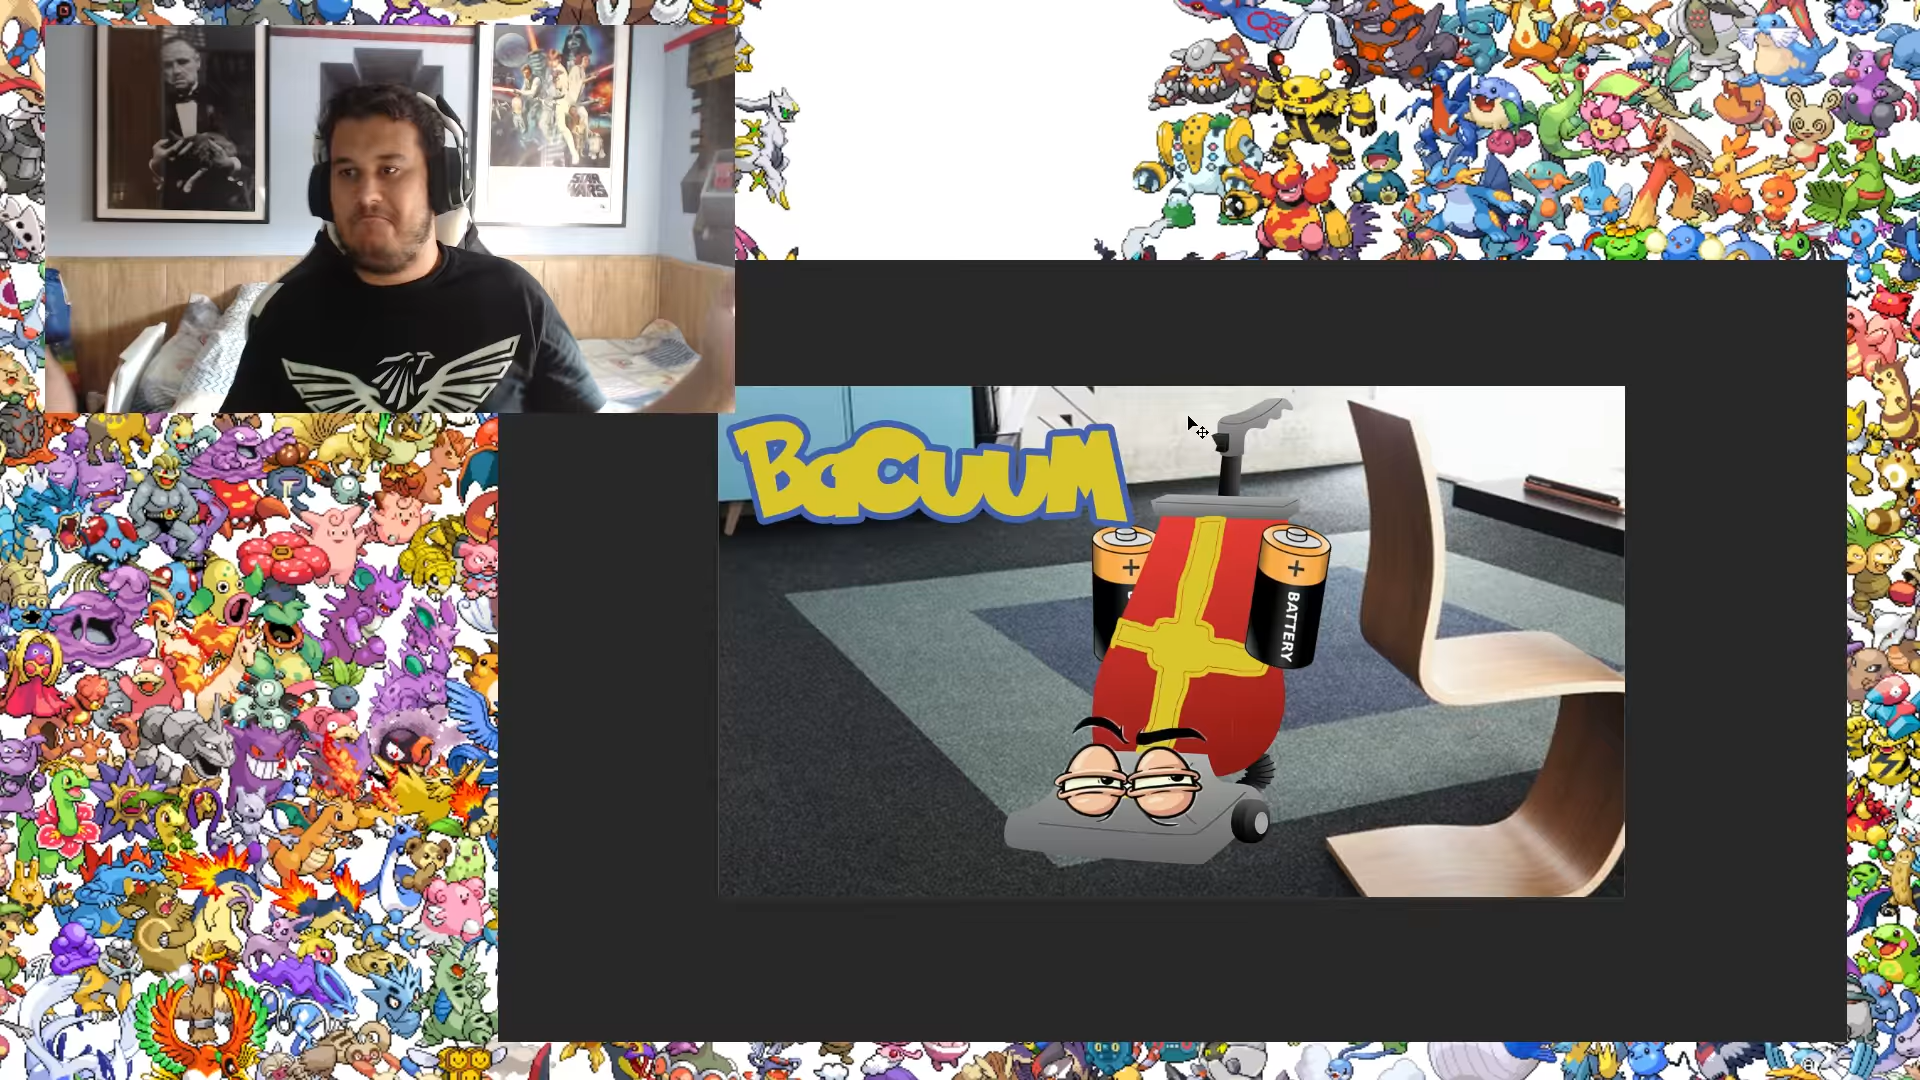 STAR
WARS
BACUUM
+
+
BATTERY